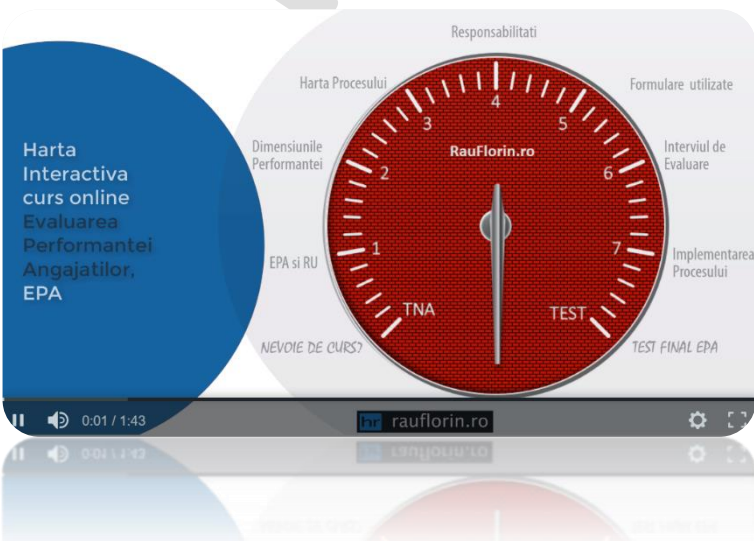 Harta
Interactiva
curs online
Evaluarea
Performantei
Angajatilor,
EPA
Responsabilitati
Harta Procesului
Formulare utilizate
Dimensiunile
Performantei
Interviul de
Evaluare
EPA si RU
Implementarea
Procesului
NEVOIE DE CURS?
TEST FINAL EPA
RauFlorin.ro
TNA
1
2
3
4
5
6
7
TEST
0:01 / 1:43
hr rauflorin.ro